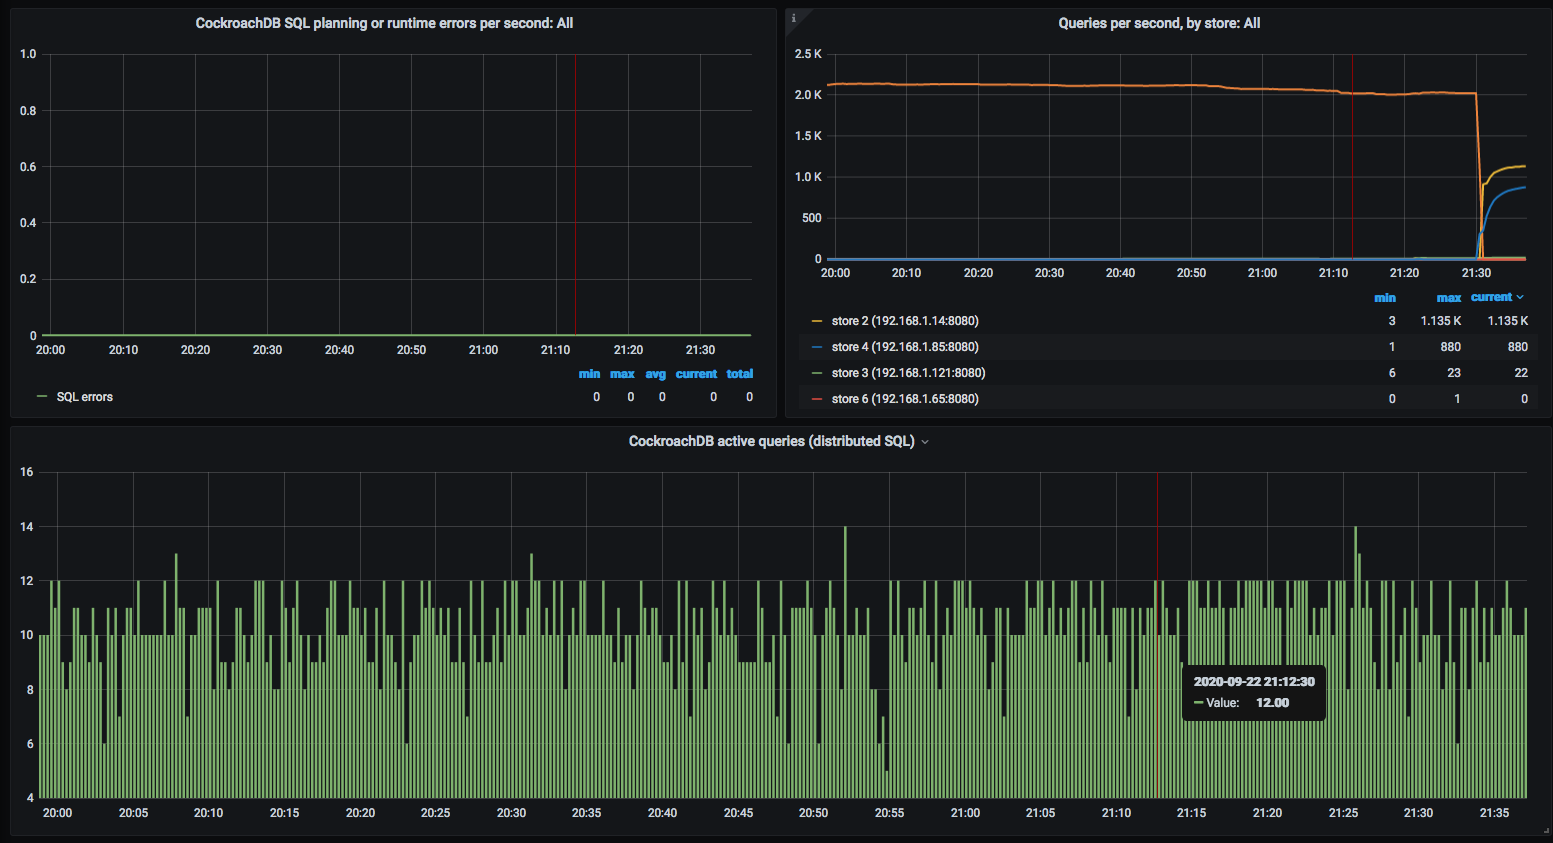 CockroachDB SQL planning or runtime errors per second: All
1.0
0.8
0.6
0.4
0.2
0
20:00 20:10 20:20 20:30 20:40 20:50 21:00 21:10 21:20 21:30
min max avg current total
SQL errors 0 0 0 0 0
i
Queries per second, by store: All
2.5 K
2.0 K
1.5 K
1.0 K
500
0
20:00 20:10 20:20 20:30 20:40 20:50 21:00 21:10 21:20 21:30
min max current
store 2 (192.168.1.14:8080) 3 1.135 K 1.135 K
store 4 (192.168.1.85:8080) 1 880 880
store 3 (192.168.1.121:8080) 6 23 22
store 6 (192.168.1.65:8080) 0 1 0
CockroachDB active queries (distributed SQL)
16
14
12
10
8
6
4
2020-09-22 21:12:30
Value: 12.00
20:00 20:05 20:10 20:15 20:20 20:25 20:30 20:35 20:40 20:45 20:50 20:55 21:00 21:05 21:10 21:15 21:20 21:25 21:30 21:35